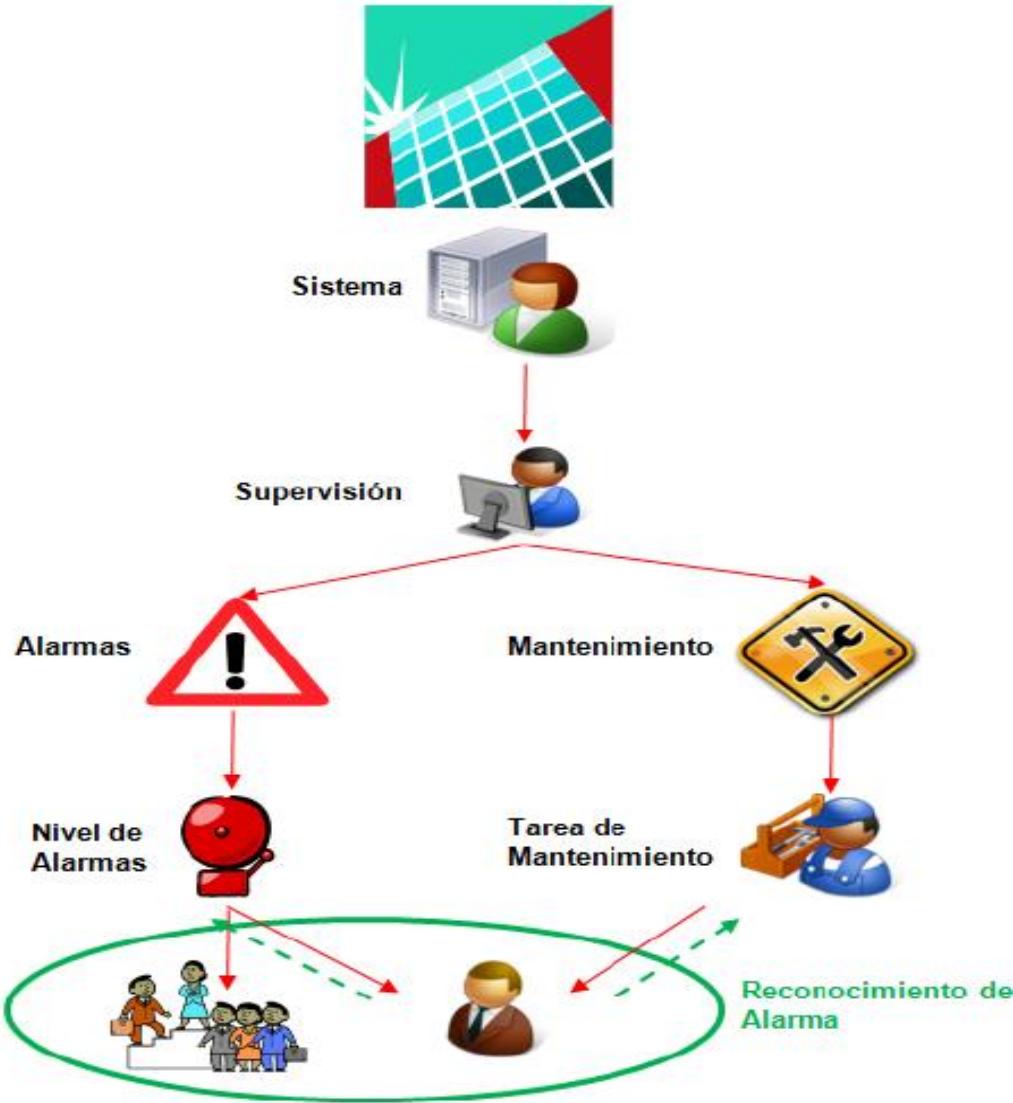 Sistema
Supervisión
Alarmas
Mantenimiento
Nivel de
Alarmas
Tarea de
Mantenimiento
Reconocimiento de
Alarma